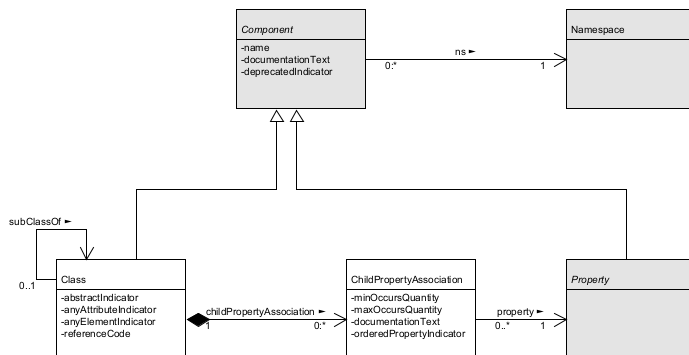 Component
-name
-documentationText
-deprecatedIndicator
ns ►
0:*
1
Namespace
subClassOf ►
0..1
Class
-abstractIndicator
-anyAttributeIndicator
-anyElementIndicator
-referenceCode
childPropertyAssociation ►
1
0:*
ChildPropertyAssociation
-minOccursQuantity
-maxOccursQuantity
-documentationText
-orderedPropertyIndicator
property ►
0..*
1
Property